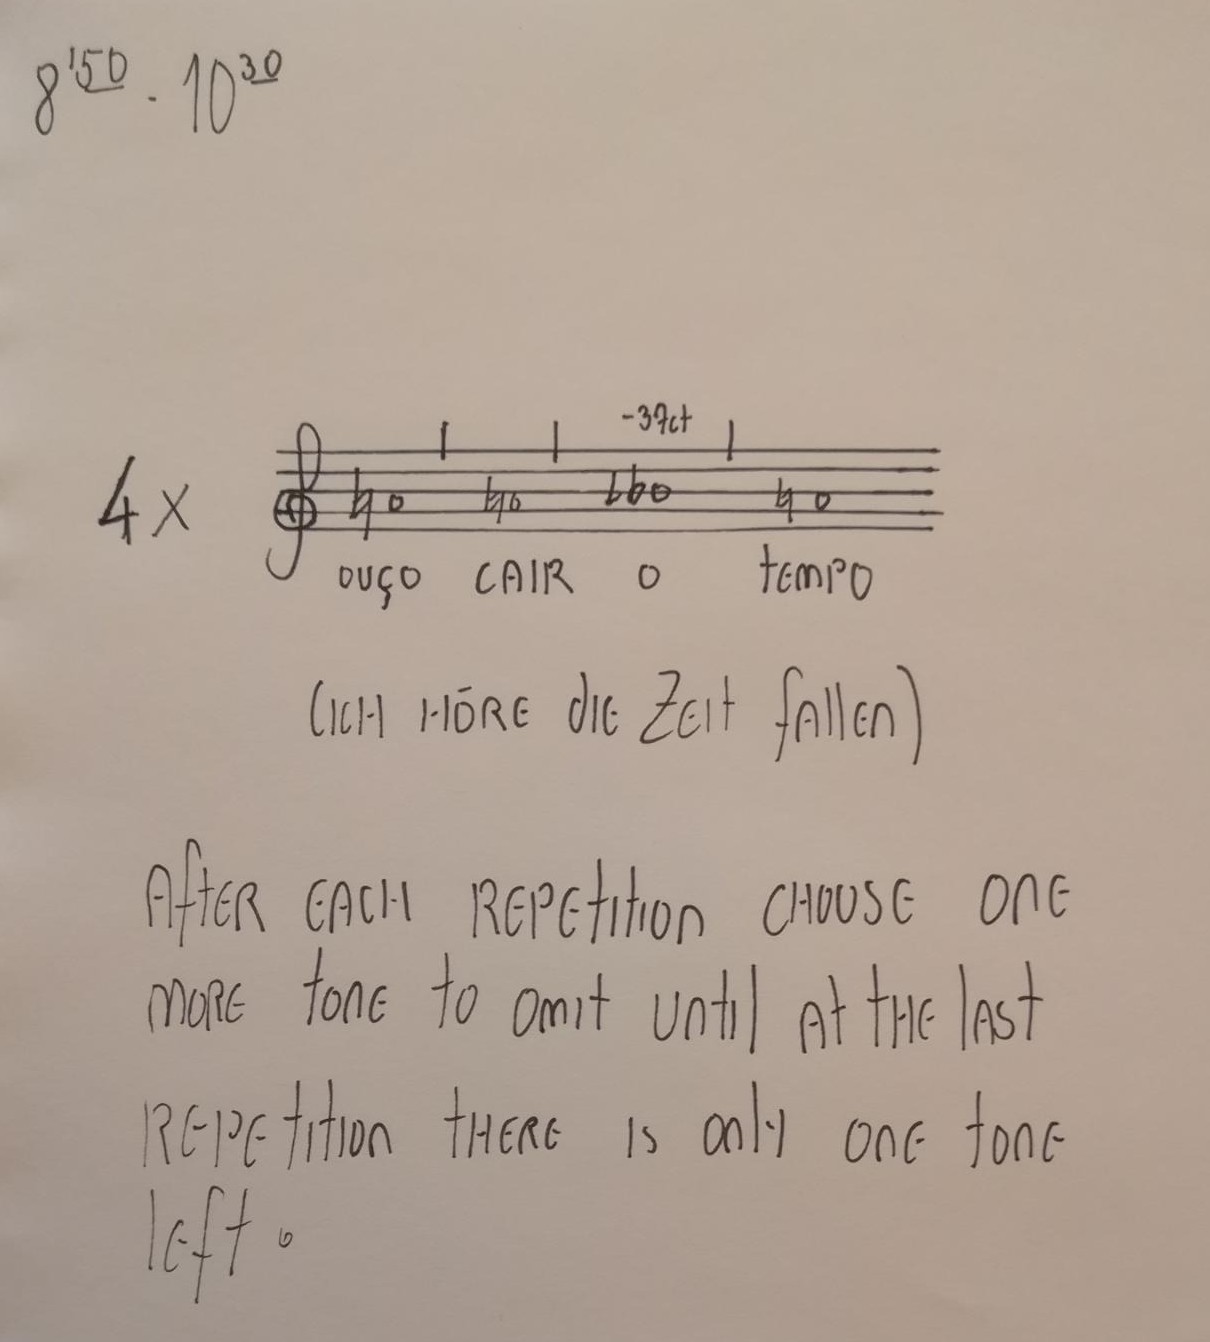 8'50 - 10 30
-37ct
4x
OUÇO CAIR O TEMPO
(ICH HÖRE DIE ZEIT FALLEN)
AFTER EACH REPETITION CHOOSE ONE
MORE TONE TO OMIT UNTIL AT THE LAST
REPETITION THERE IS ONLY ONE TONE
LEFT.